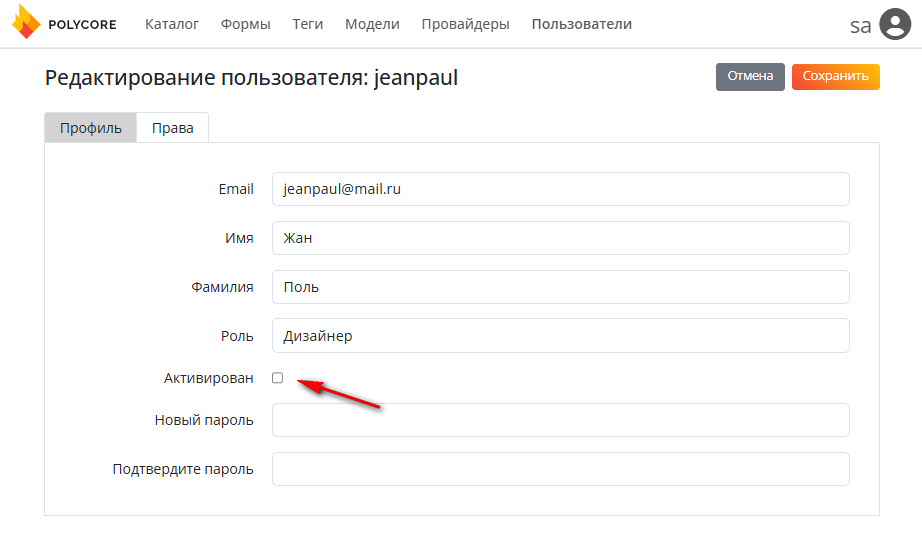 POLYCORE Каталог Формы Теги Модели Провайдеры Пользователи sa
Редактирование пользователя: jeanpaul Отмена Сохранить
Профиль Права
Email jeanpaul@mail.ru
Имя Жан
Фамилия Поль
Роль Дизайнер
Активирован
Новый пароль
Подтвердите пароль